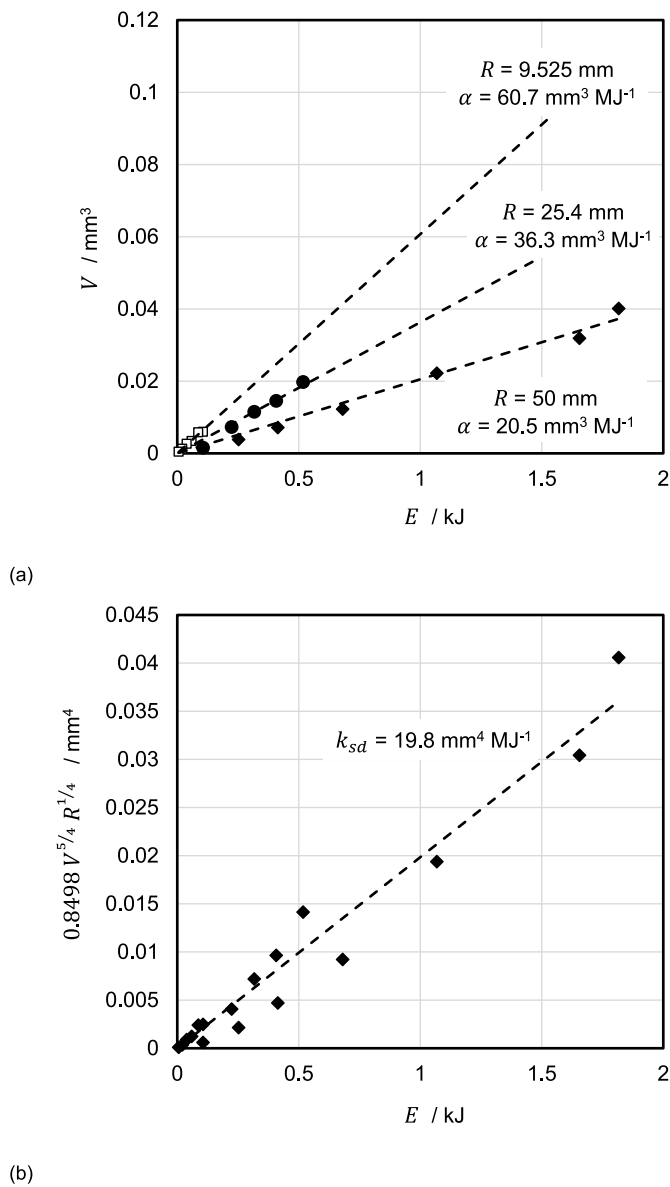 0.12
0.1
0.08
0.06
0.04
0.02
0
V / mm³
R = 9.525 mm
α = 60.7 mm³ MJ⁻¹
R = 25.4 mm
α = 36.3 mm³ MJ⁻¹
R = 50 mm
α = 20.5 mm³ MJ⁻¹
0 0.5 1 1.5 2
E / kJ
(a)
0.045
0.04
0.035
0.03
0.025
0.02
0.015
0.01
0.005
0
0.8498 V^5/4 R^1/4 / mm⁴
k_sd = 19.8 mm⁴ MJ⁻¹
0 0.5 1 1.5 2
E / kJ
(b)